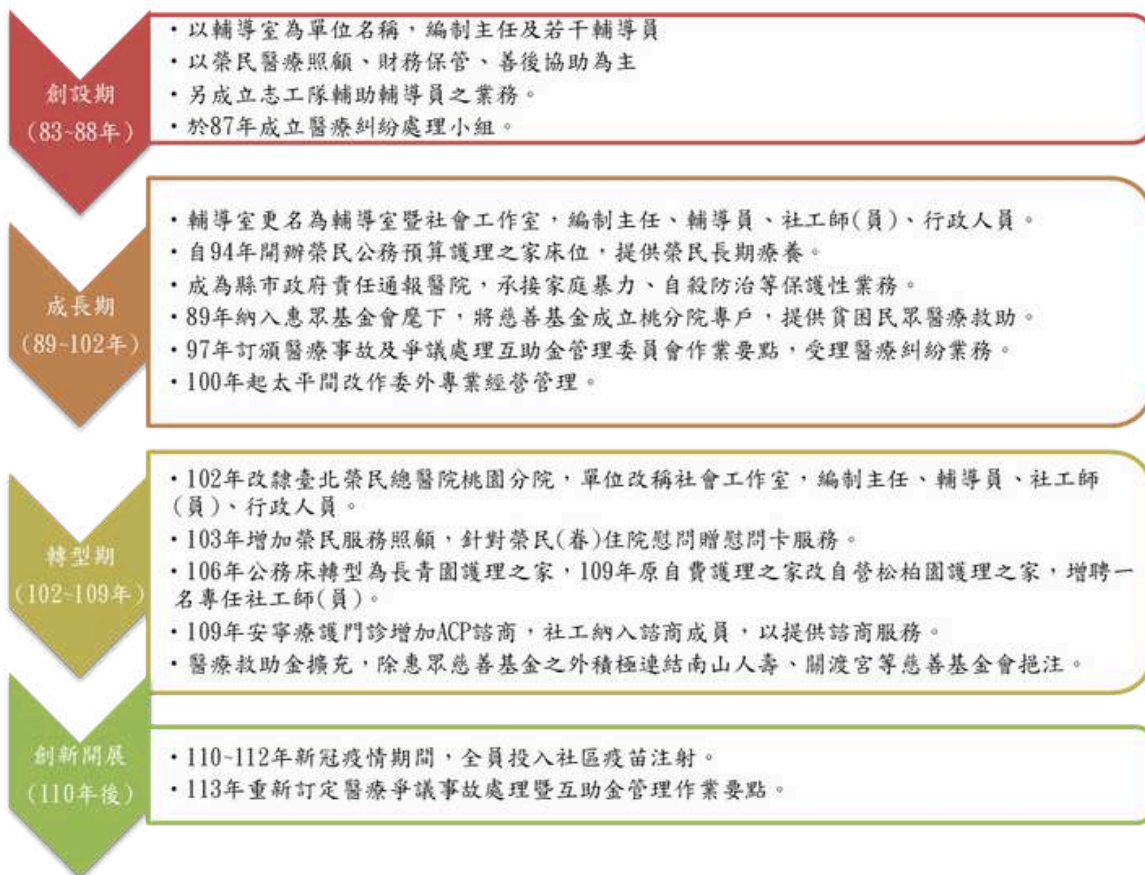 創設期
(83~88年)
・以輔導室為單位名稱，編制主任及若干輔導員
・以榮民醫療照顧、財務保管、善後協助為主
・另成立志工隊輔助輔導員之業務。
・於87年成立醫療糾紛處理小組。
成長期
(89~102年)
・輔導室更名為輔導室暨社會工作室，編制主任、輔導員、社工師(員)、行政人員。
・自94年開辦榮民公務預算護理之家床位，提供榮民長期療養。
・成為縣市政府責任通報醫院，承接家庭暴力、自殺防治等保護性業務。
・89年納入惠眾基金會麾下，將慈善基金成立桃分院專戶，提供貧困民眾醫療救助。
・97年訂頒醫療事故及爭議處理互助金管理委員會作業要點，受理醫療糾紛業務。
・100年起太平間改作委外專業經營管理。
轉型期
(102~109年)
・102年改隸臺北榮民總醫院桃園分院，單位改稱社會工作室，編制主任、輔導員、社工師
(員)、行政人員。
・103年增加榮民服務照顧，針對榮民(眷)住院慰問贈慰問卡服務。
・106年公務床轉型為長青園護理之家，109年原自費護理之家改自營松柏園護理之家，增聘一
名專任社工師(員)。
・109年安寧療護門診增加ACP諮商，社工納入諮商成員，以提供諮商服務。
・醫療救助金擴充，除惠眾慈善基金之外積極連結南山人壽、關渡宮等慈善基金會挹注。
創新開展
(110年後)
・110~112年新冠疫情期間，全員投入社區疫苗注射。
・113年重新訂定醫療爭議事故處理暨互助金管理作業要點。